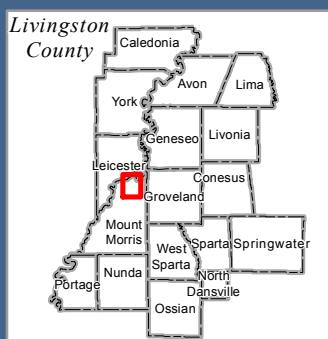 Livingston
County
Caledonia
Avon
Lima
York
Geneseo
Livonia
Leicester
Conesus
Groveland
Mount
Morris
West
Sparta
Sparta
Springwater
Portage
Nunda
North
Dansville
Ossian